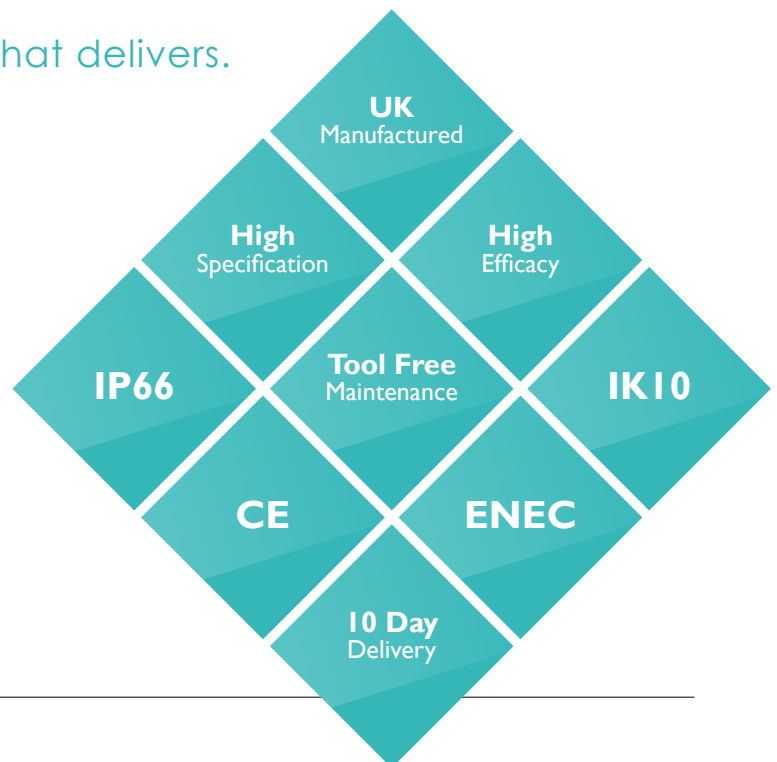 hat delivers.
UK
Manufactured
High
Specification
High
Efficacy
IP66
Tool Free
Maintenance
IK10
CE
ENEC
10 Day
Delivery